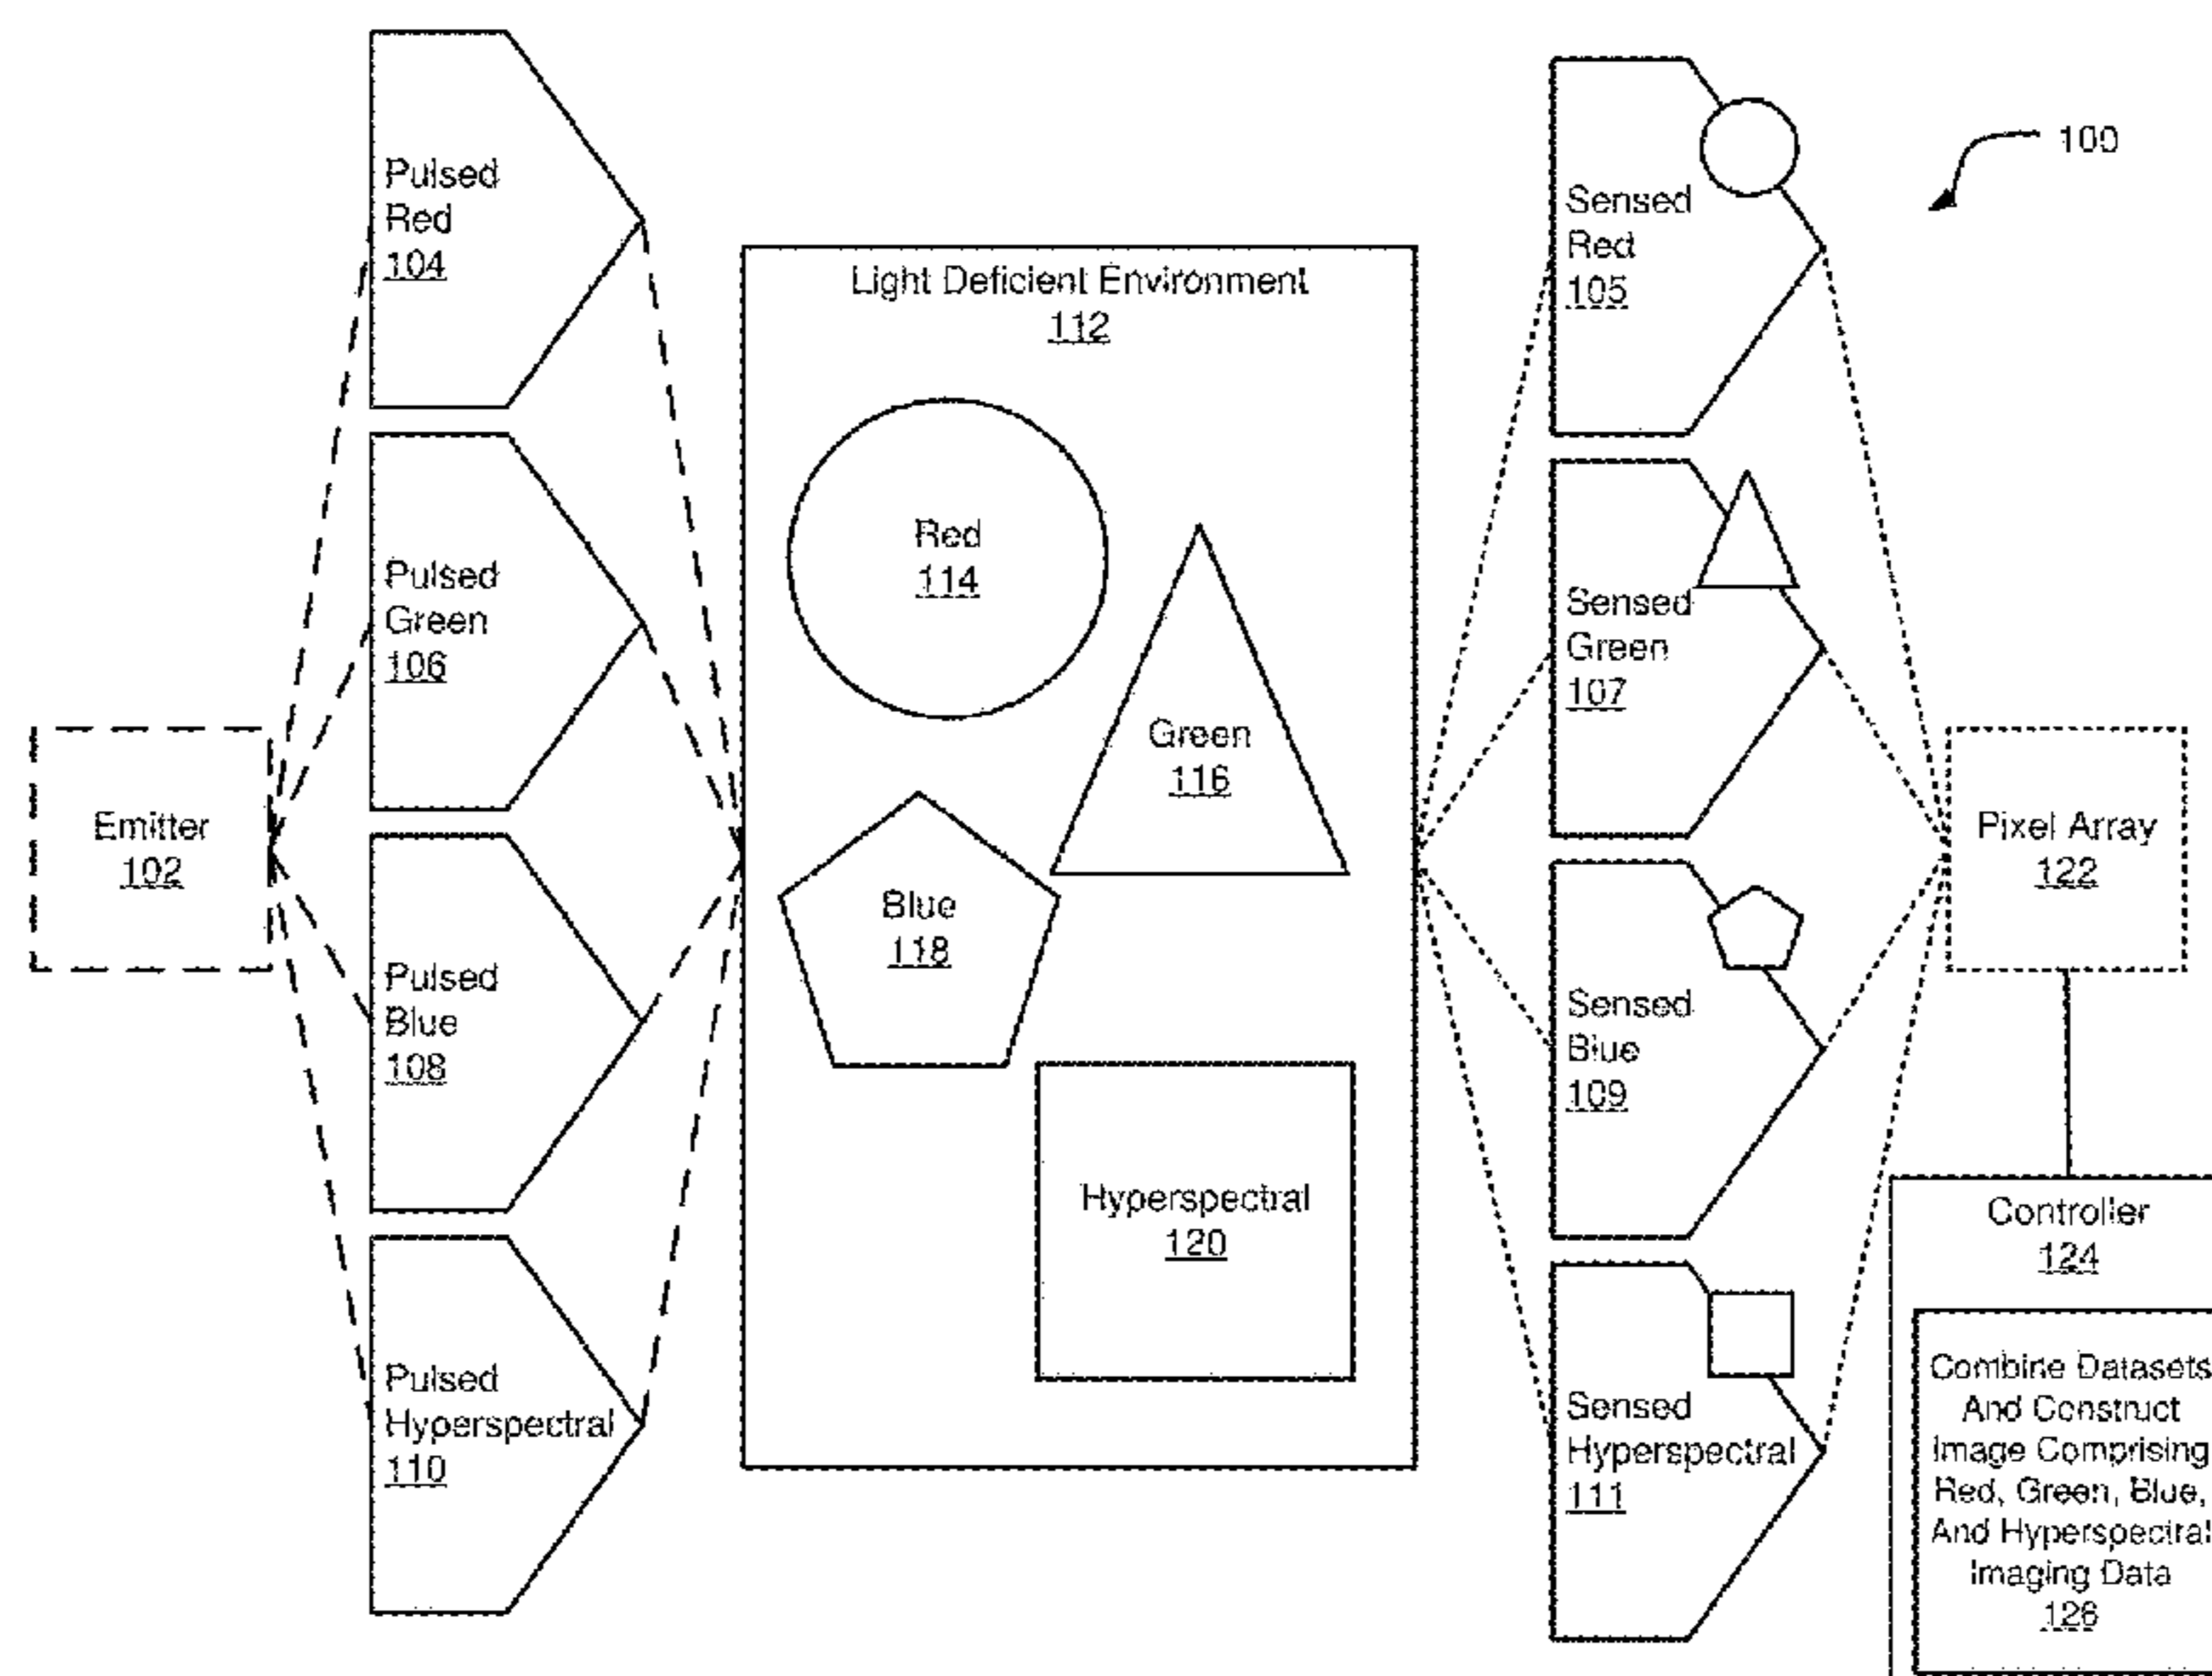 Pulsed
Red
104
Pulsed
Green
106
Pulsed
Blue
108
Pulsed
Hyperspectral
110
Emitter
102
Light Deficient Environment
112
Red
114
Green
116
Blue
118
Hyperspectral
120
Sensed
Red
105
Sensed
Green
107
Sensed
Blue
109
Sensed
Hyperspectral
111
100
Pixel Array
122
Controller
124
Combine Datasets
And Construct
Image Comprising
Red, Green, Blue,
And Hyperspectral
Imaging Data
126